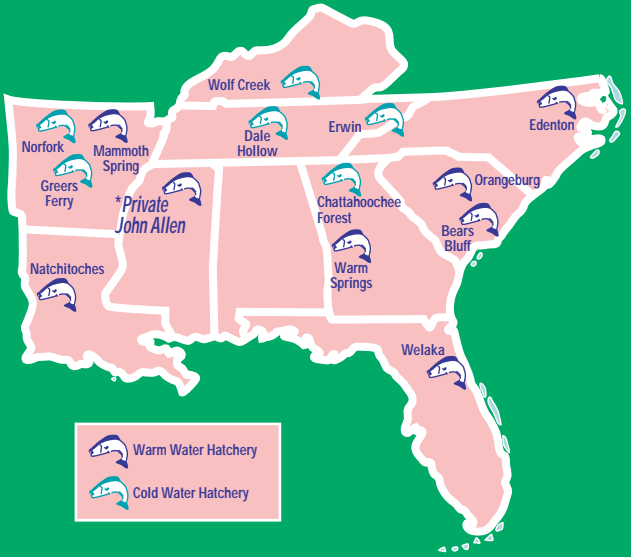 Wolf Creek
Norfork
Mammoth
Spring
Greers
Ferry
Dale
Hollow
Erwin
Edenton
*Private
John Allen
Chattahoochee
Forest
Orangeburg
Bears
Bluff
Warm
Springs
Natchitoches
Welaka
Warm Water Hatchery
Cold Water Hatchery